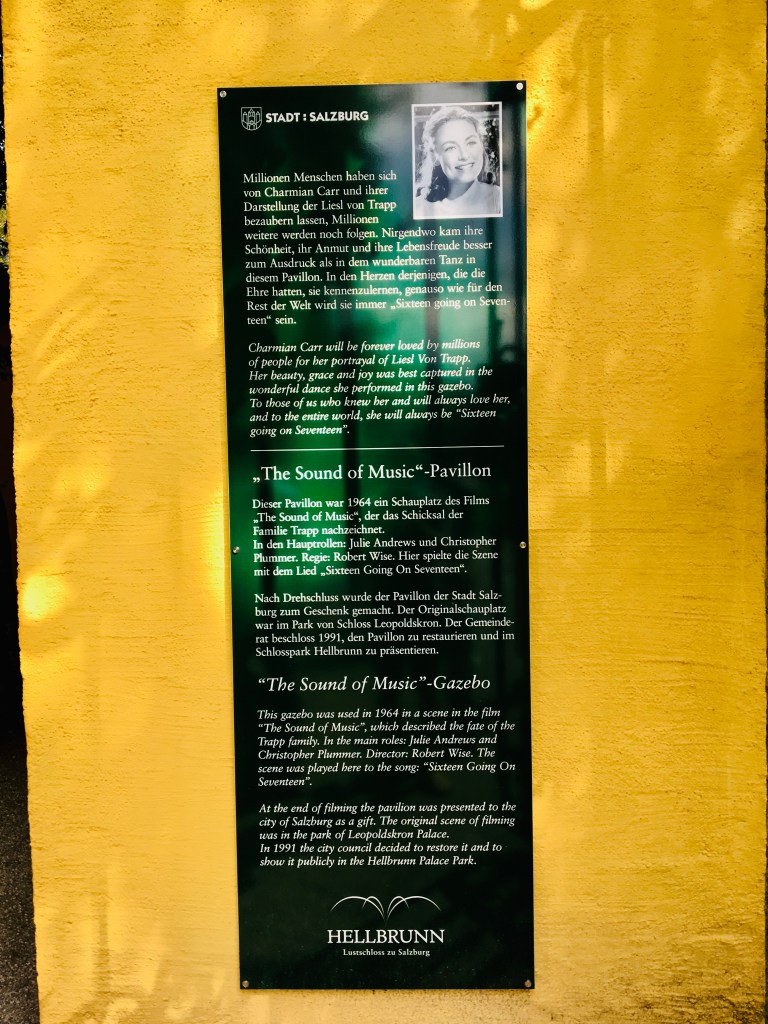 STADT : SALZBURG
Millionen Menschen haben sich
von Charmian Carr und ihrer
Darstellung der Liesl von Trapp
bezaubern lassen, Millionen
weitere werden noch folgen. Nirgendwo kam ihre
Schönheit, ihr Anmut und ihre Lebensfreude besser
zum Ausdruck als in dem wunderbaren Tanz in
diesem Pavillon. In den Herzen derjenigen, die die
Ehre hatten, sie kennenzulernen, genauso wie für den
Rest der Welt wird sie immer „Sixteen going on Seven-
teen“ sein.
Charmian Carr will be forever loved by millions
of people for her portrayal of Liesl Von Trapp.
Her beauty, grace and joy was best captured in the
wonderful dance she performed in this gazebo.
To those of us who knew her and will always love her,
and to the entire world, she will always be “Sixteen
going on Seventeen”.
„The Sound of Music“-Pavillon
Dieser Pavillon war 1964 ein Schauplatz des Films
„The Sound of Music“, der das Schicksal der
Familie Trapp nachzeichnet.
In den Hauptrollen: Julie Andrews und Christopher
Plummer. Regie: Robert Wise. Hier spielte die Szene
mit dem Lied „Sixteen Going On Seventeen“.
Nach Drehschluss wurde der Pavillon der Stadt Salz-
burg zum Geschenk gemacht. Der Originalschauplatz
war im Park von Schloss Leopoldskron. Der Gemeinde-
rat beschloss 1991, den Pavillon zu restaurieren und im
Schlosspark Hellbrunn zu präsentieren.
“The Sound of Music”-Gazebo
This gazebo was used in 1964 in a scene in the film
“The Sound of Music”, which described the fate of the
Trapp family. In the main roles: Julie Andrews and
Christopher Plummer. Director: Robert Wise. The
scene was played here to the song: “Sixteen Going On
Seventeen”.
At the end of filming the pavilion was presented to the
city of Salzburg as a gift. The original scene of filming
was in the park of Leopoldskron Palace.
In 1991 the city council decided to restore it and to
show it publicly in the Hellbrunn Palace Park.
HELLBRUNN
Lustschloss zu Salzburg